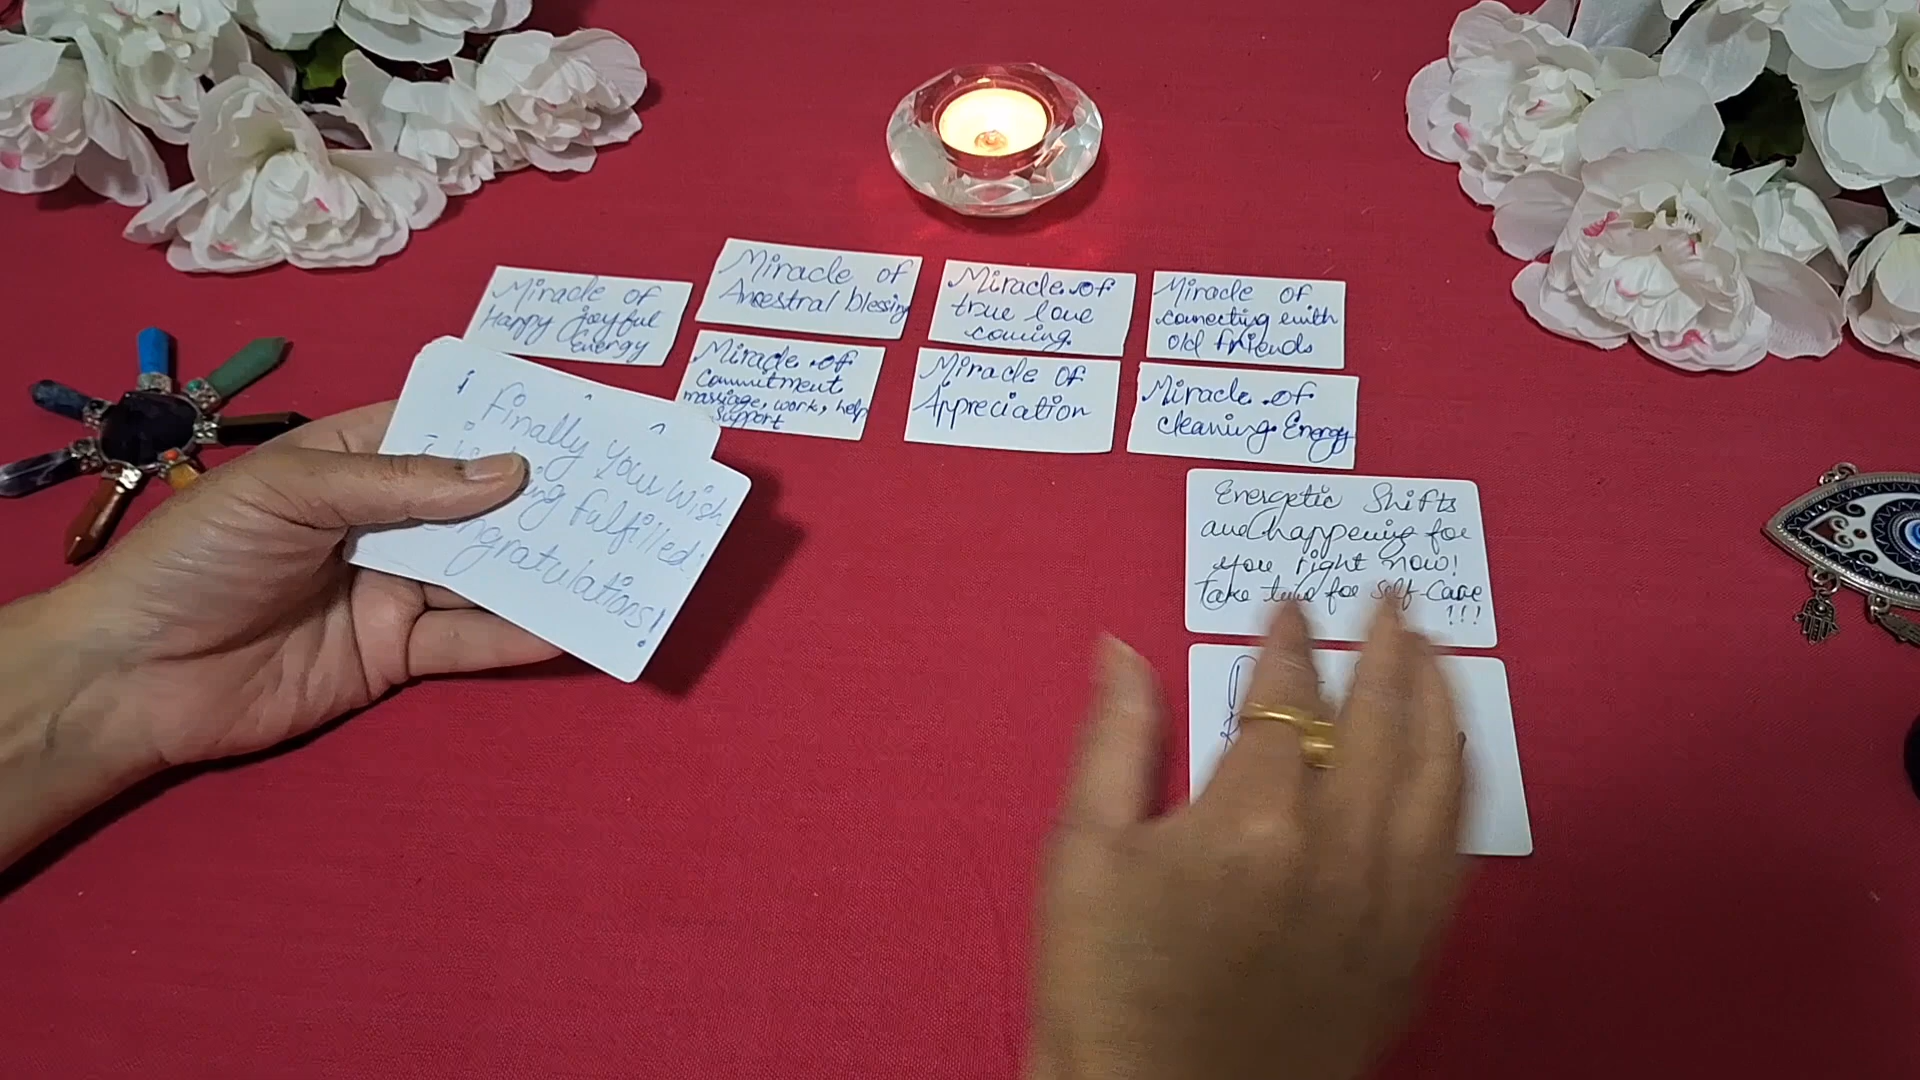 Miracle of
Happy joyful
energy
Miracle of
Ancestral blessing
Miracle of
true love
coming.
Miracle of
connecting with
old friends
Miracle of
Commitment
marriage, work, help
support
Miracle of
Appreciation
Miracle of
cleaning Energy
Finally your wish
fulfilled!
Congratulations!
Energetic Shifts
are happening for
you right now!
Take time for self-care
!!!